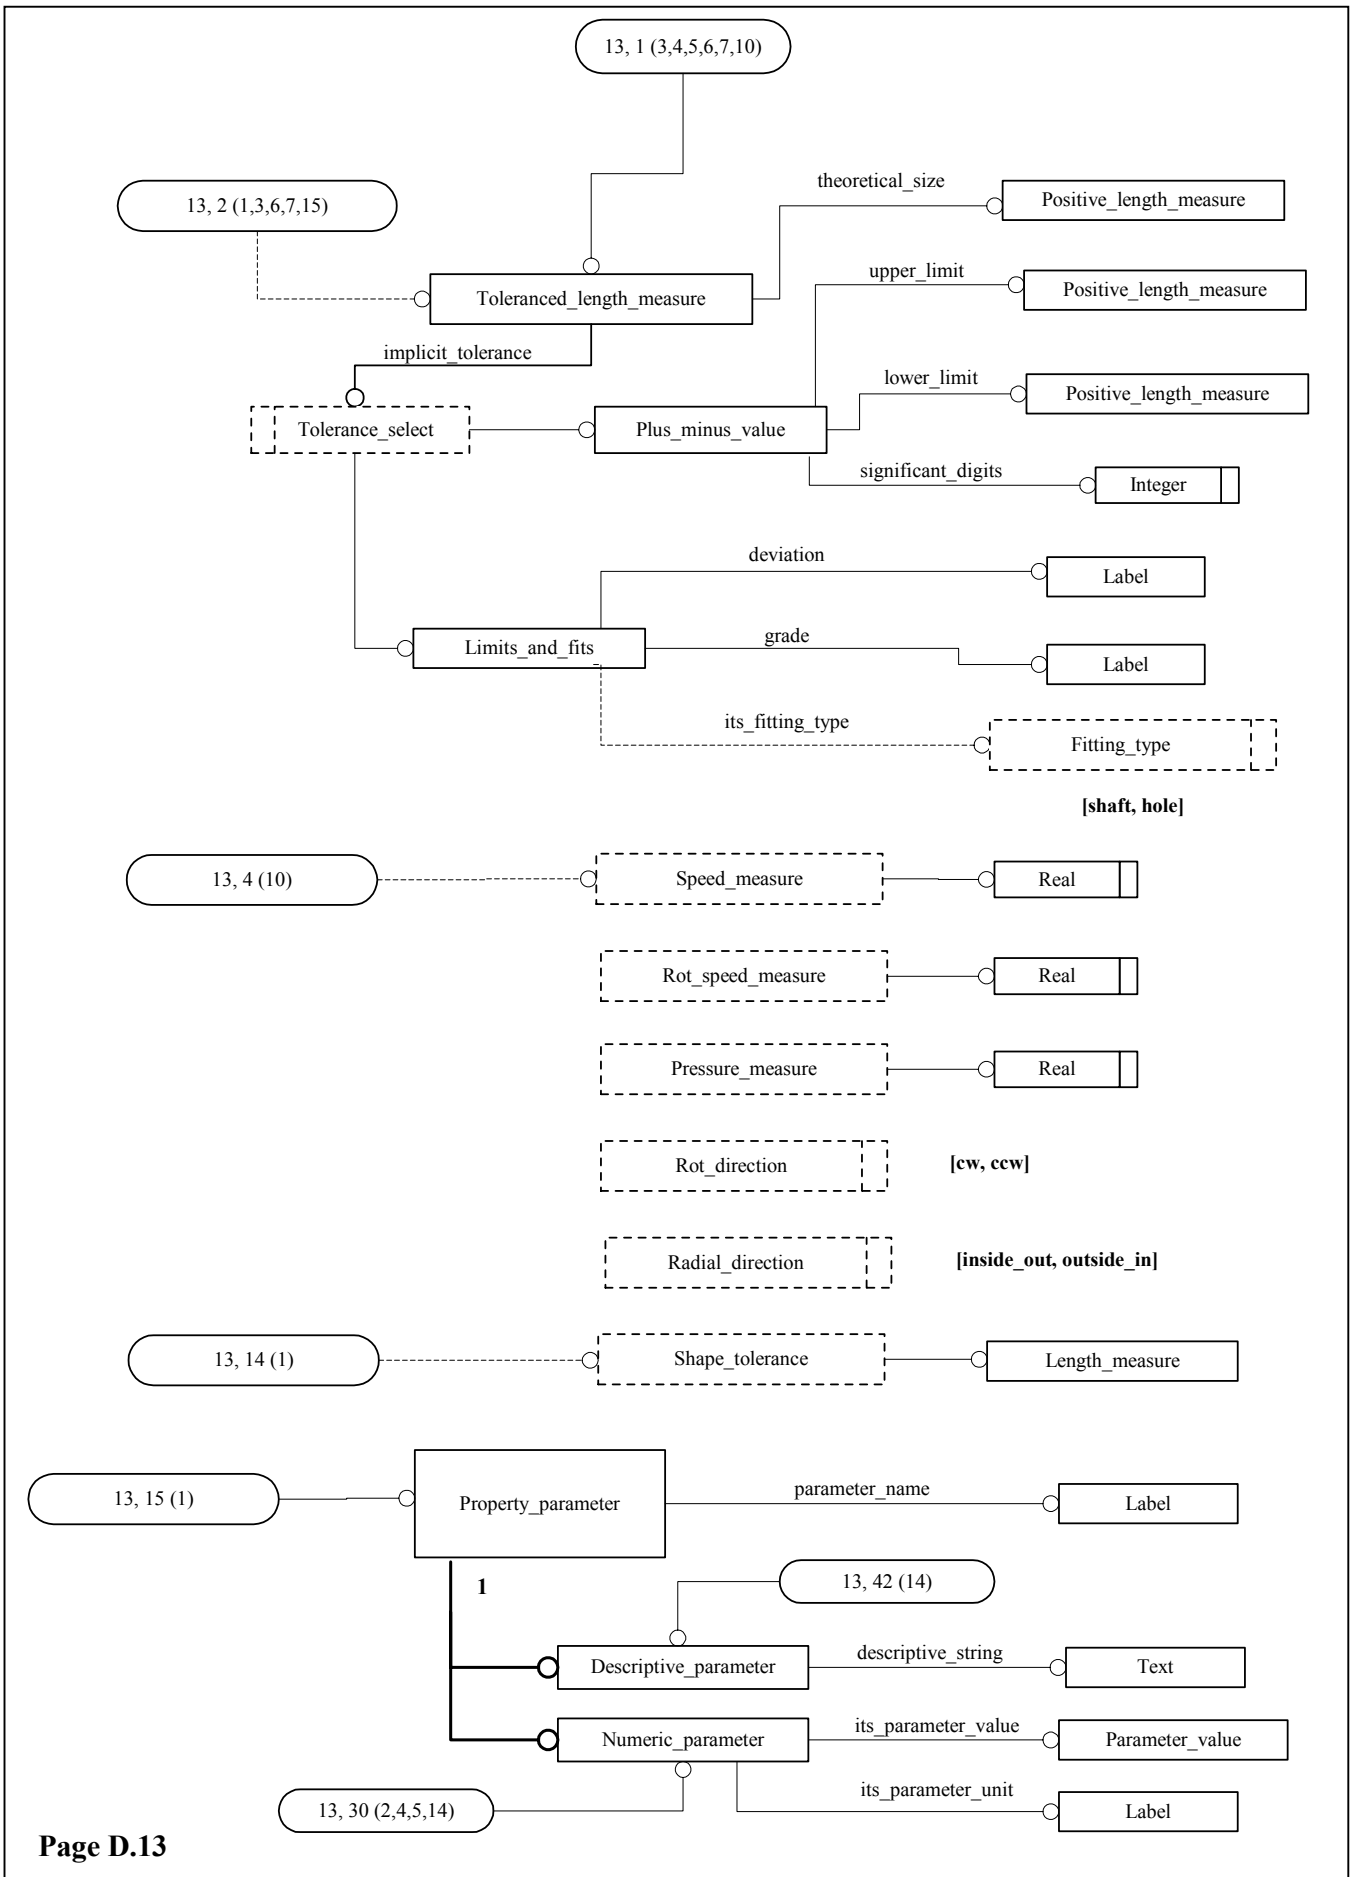 13, 1 (3,4,5,6,7,10)
theoretical_size
13, 2 (1,3,6,7,15)
Positive_length_measure
upper_limit
Toleranced_length_measure
Positive_length_measure
implicit_tolerance
lower_limit
Positive_length_measure
Tolerance_select
Plus_minus_value
significant_digits
Integer
deviation
Label
grade
Limits_and_fits
Label
its_fitting_type
Fitting_type
[shaft, hole]
13, 4 (10)
Speed_measure
Real
Rot_speed_measure
Real
Pressure_measure
Real
Rot_direction
[cw, ccw]
Radial_direction
[inside_out, outside_in]
13, 14 (1)
Shape_tolerance
Length_measure
13, 15 (1)
Property_parameter
parameter_name
Label
1
13, 42 (14)
Descriptive_parameter
descriptive_string
Text
Numeric_parameter
its_parameter_value
Parameter_value
13, 30 (2,4,5,14)
its_parameter_unit
Label
Page D.13